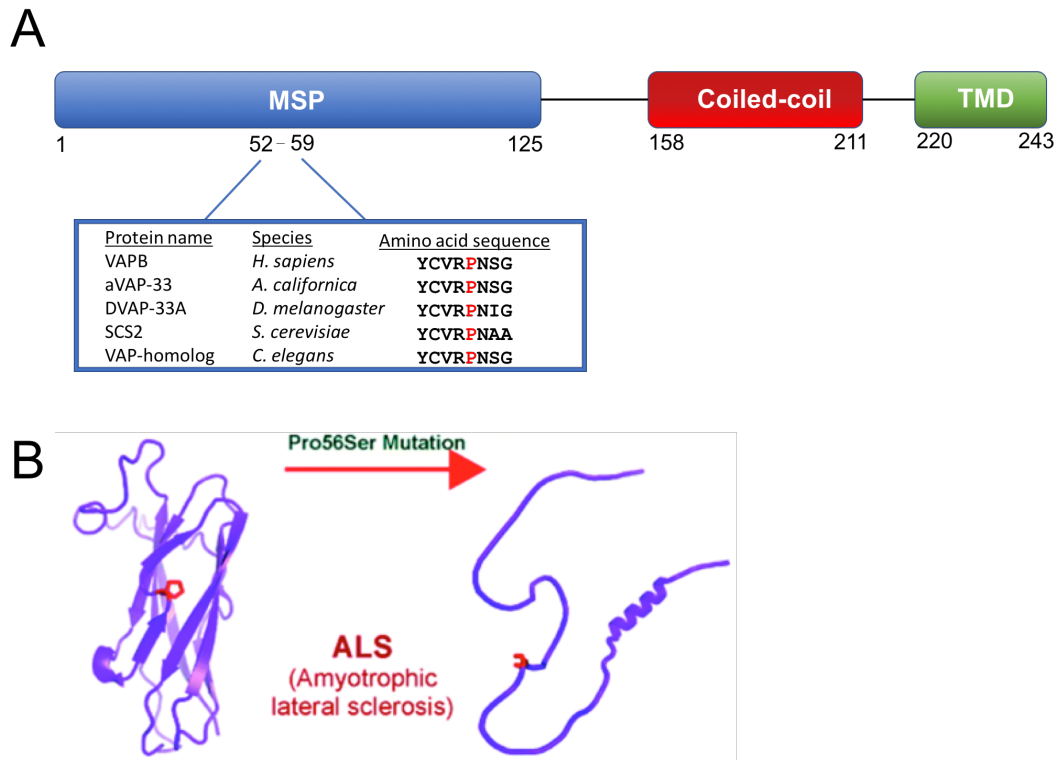 A
MSP
Coiled-coil
TMD
1
52 – 59
125
158
211
220
243
Protein name Species Amino acid sequence
VAPB H. sapiens YCVRPNSG
aVAP-33 A. californica YCVRPNSG
DVAP-33A D. melanogaster YCVRPNIG
SCS2 S. cerevisiae YCVRPNAA
VAP-homolog C. elegans YCVRPNSG
B
Pro56Ser Mutation
ALS
(Amyotrophic
lateral sclerosis)